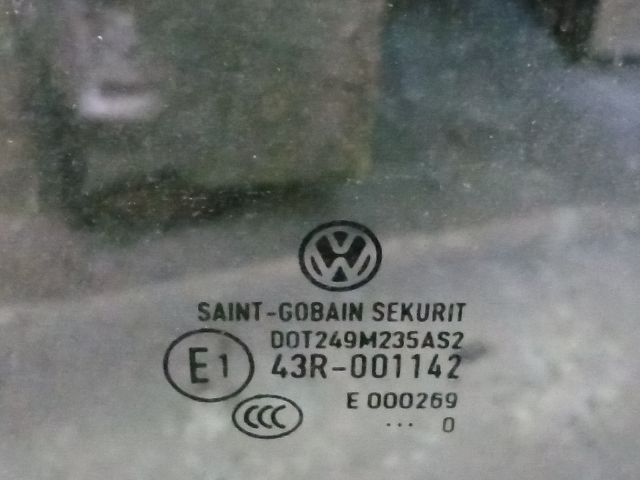 SAINT-GOBAIN SEKURIT
DOT249M235AS2
E1 43R-001142
CCC E 000269
... 0